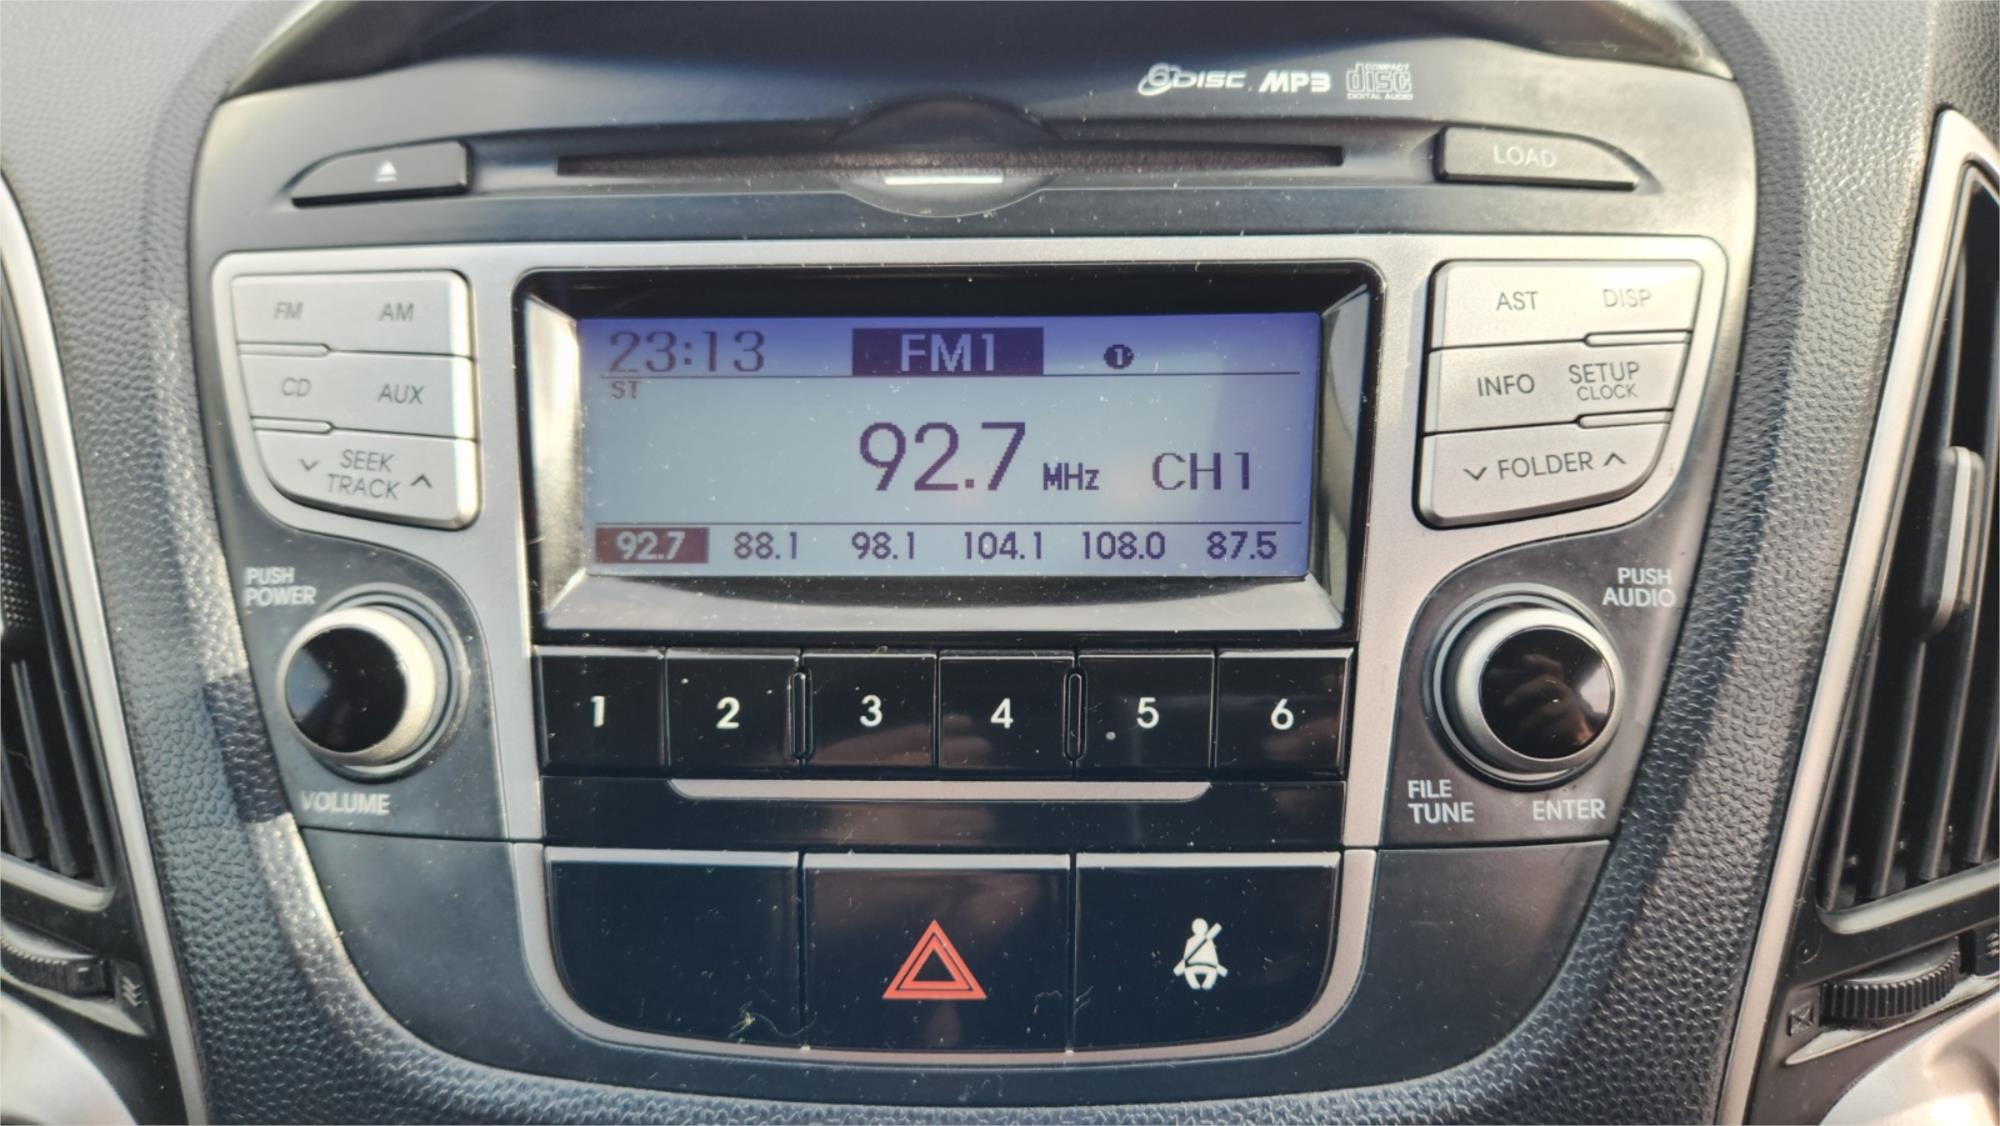 6DISC MP3 COMPACT disc DIGITAL AUDIO
LOAD
FM AM
CD AUX
SEEK
TRACK
AST DISP
INFO SETUP
CLOCK
FOLDER
23:13 FM1 1
ST
92.7 MHz CH1
92.7 88.1 98.1 104.1 108.0 87.5
PUSH
POWER
VOLUME
PUSH
AUDIO
1 2 3 4 5 6
FILE
TUNE
ENTER